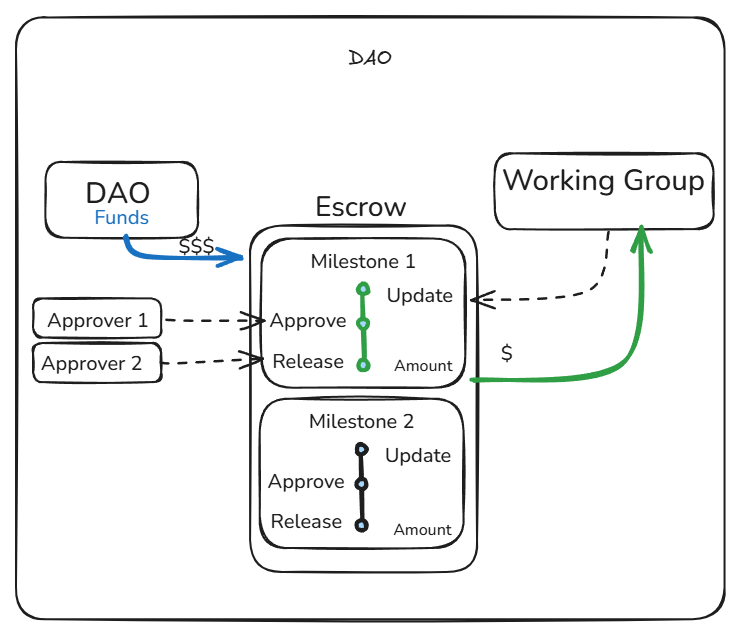 DAO
DAO
Funds
$$$
Working Group
Escrow
Milestone 1
Update
Approver 1
Approve
Approver 2
Release
Amount
$
Milestone 2
Update
Approve
Release
Amount